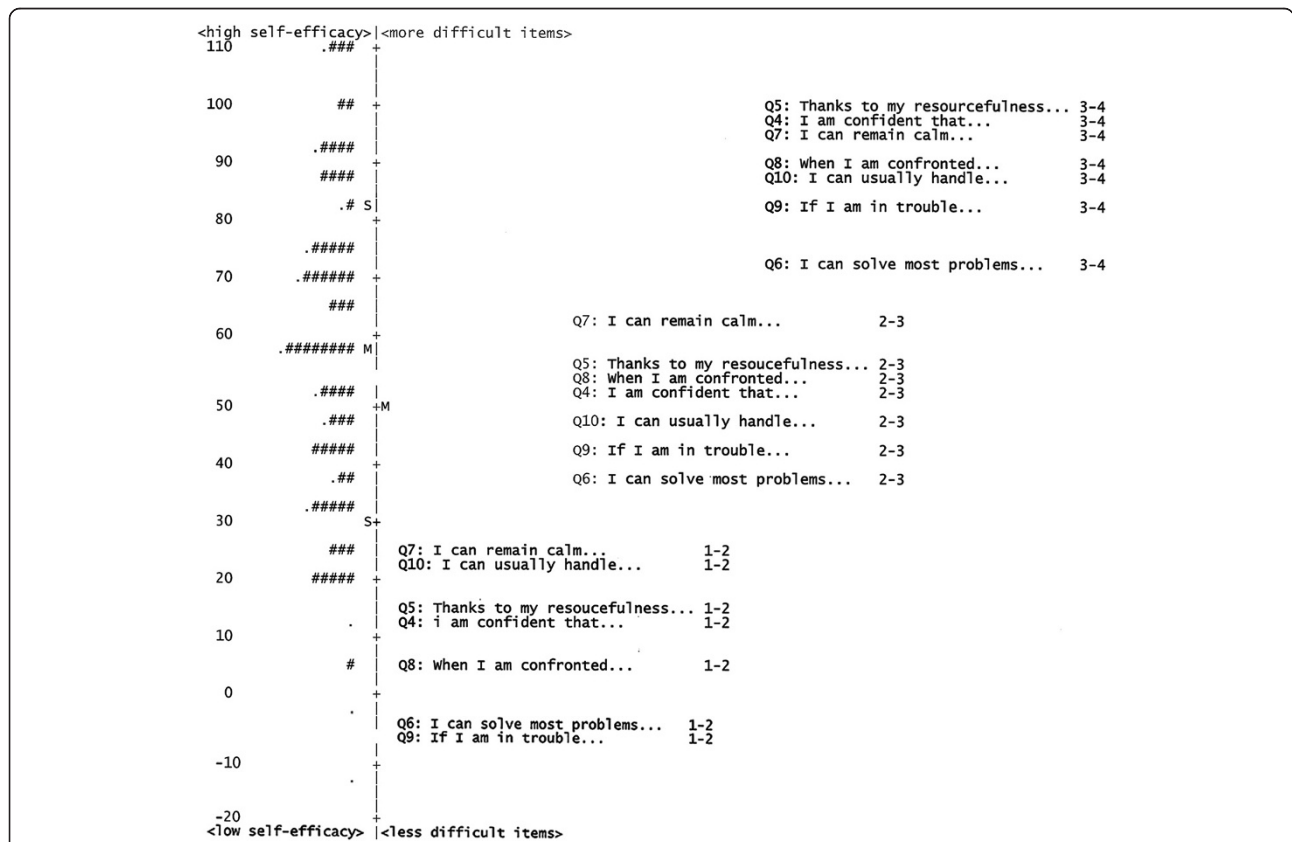 <high self-efficacy>|<more difficult items>
110 .### +
|
|
|
100 ## + Q5: Thanks to my resourcefulness... 3-4
| Q4: I am confident that... 3-4
| Q7: I can remain calm... 3-4
.#### |
90 + Q8: When I am confronted... 3-4
#### | Q10: I can usually handle... 3-4
|
.# S| Q9: If I am in trouble... 3-4
80 +
|
.##### |
| Q6: I can solve most problems... 3-4
70 .###### +
|
### |
| Q7: I can remain calm... 2-3
60 +
.######## M|
| Q5: Thanks to my resoucefulness... 2-3
Q8: When I am confronted... 2-3
.#### | Q4: I am confident that... 2-3
50 +M
.### | Q10: I can usually handle... 2-3
|
##### | Q9: If I am in trouble... 2-3
40 +
.## | Q6: I can solve most problems... 2-3
|
.##### |
30 S+
|
### | Q7: I can remain calm... 1-2
| Q10: I can usually handle... 1-2
20 ##### +
|
| Q5: Thanks to my resoucefulness... 1-2
. | Q4: i am confident that... 1-2
10 +
|
# | Q8: When I am confronted... 1-2
|
0 +
. |
| Q6: I can solve most problems... 1-2
Q9: If I am in trouble... 1-2
|
-10 +
. |
|
|
-20 +
<low self-efficacy> |<less difficult items>